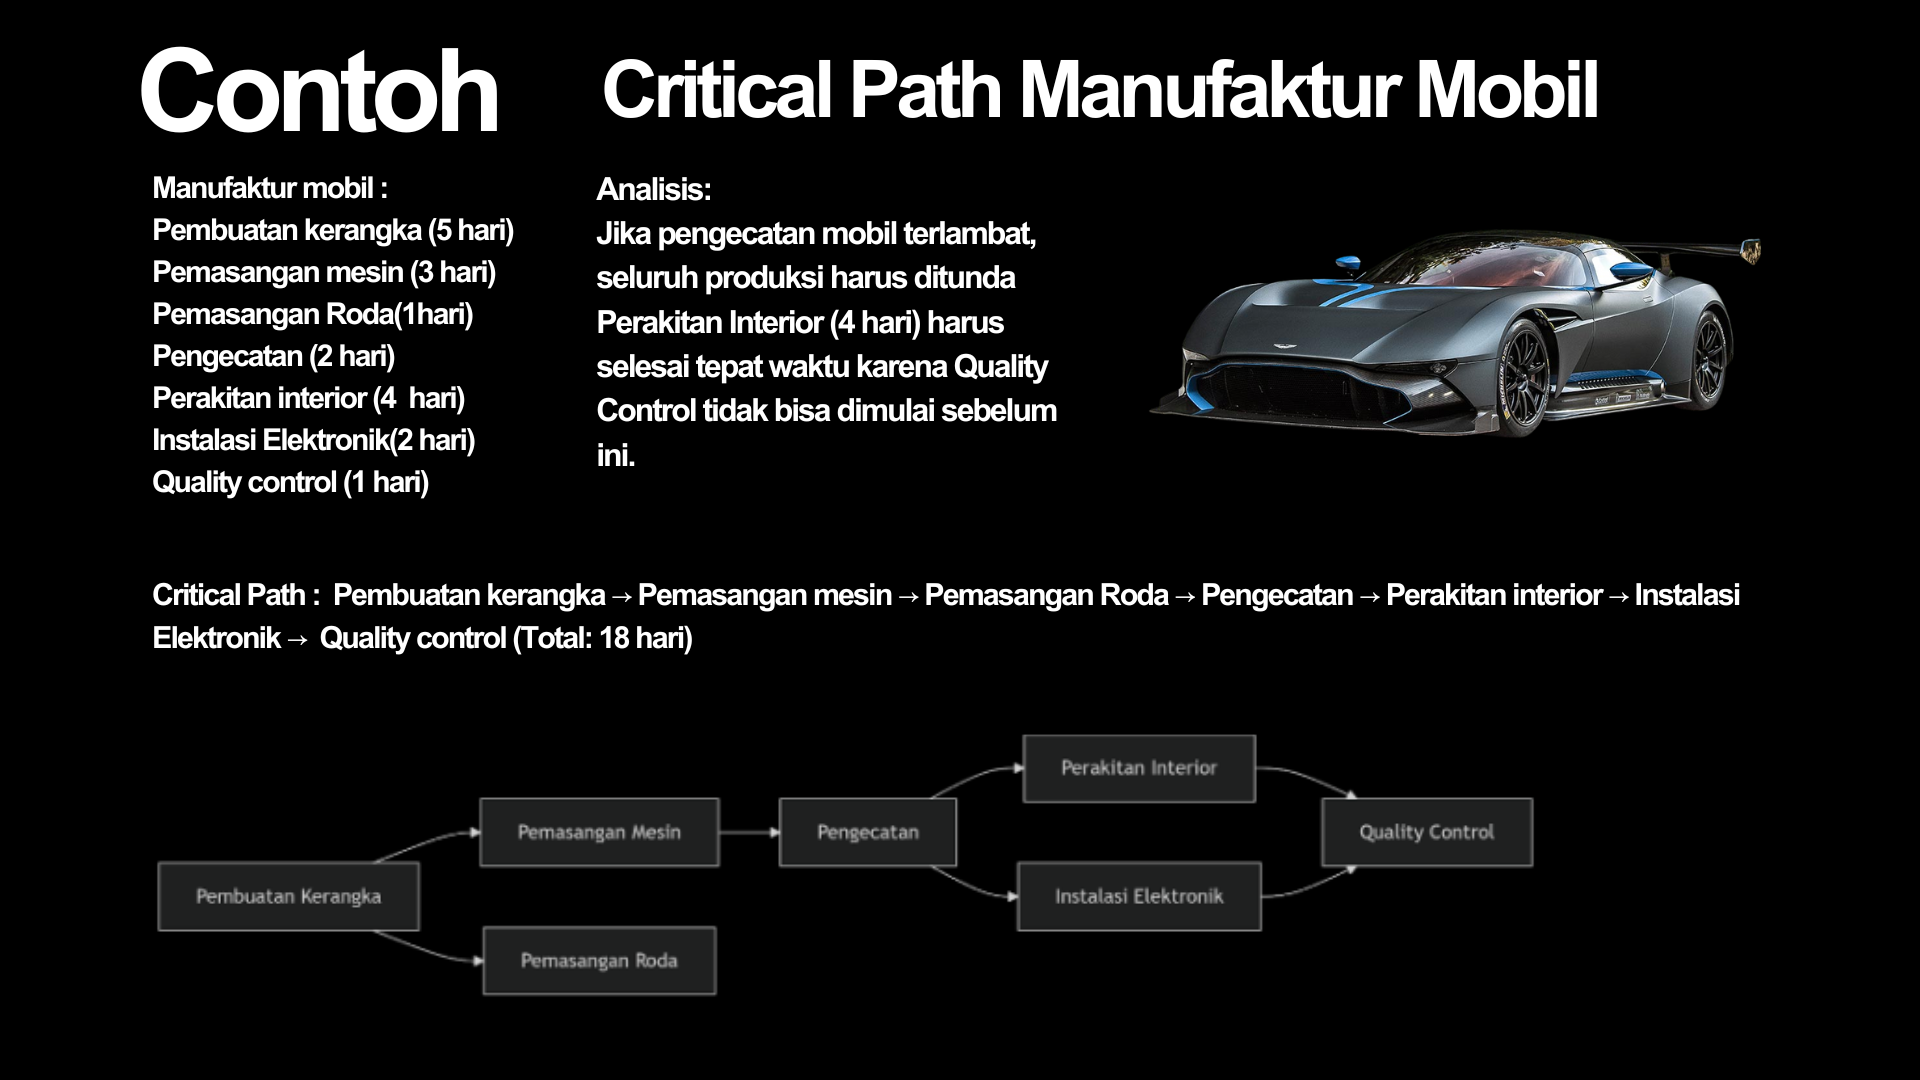 Contoh
Critical Path Manufaktur Mobil
Manufaktur mobil :
Pembuatan kerangka (5 hari)
Pemasangan mesin (3 hari)
Pemasangan Roda(1hari)
Pengecatan (2 hari)
Perakitan interior (4  hari)
Instalasi Elektronik(2 hari)
Quality control (1 hari)
Analisis:
Jika pengecatan mobil terlambat,
seluruh produksi harus ditunda
Perakitan Interior (4 hari) harus
selesai tepat waktu karena Quality
Control tidak bisa dimulai sebelum
ini.
Critical Path :  Pembuatan kerangka → Pemasangan mesin → Pemasangan Roda → Pengecatan → Perakitan interior → Instalasi
Elektronik →  Quality control (Total: 18 hari)
Pembuatan Kerangka
Pemasangan Mesin
Pemasangan Roda
Pengecatan
Perakitan Interior
Instalasi Elektronik
Quality Control